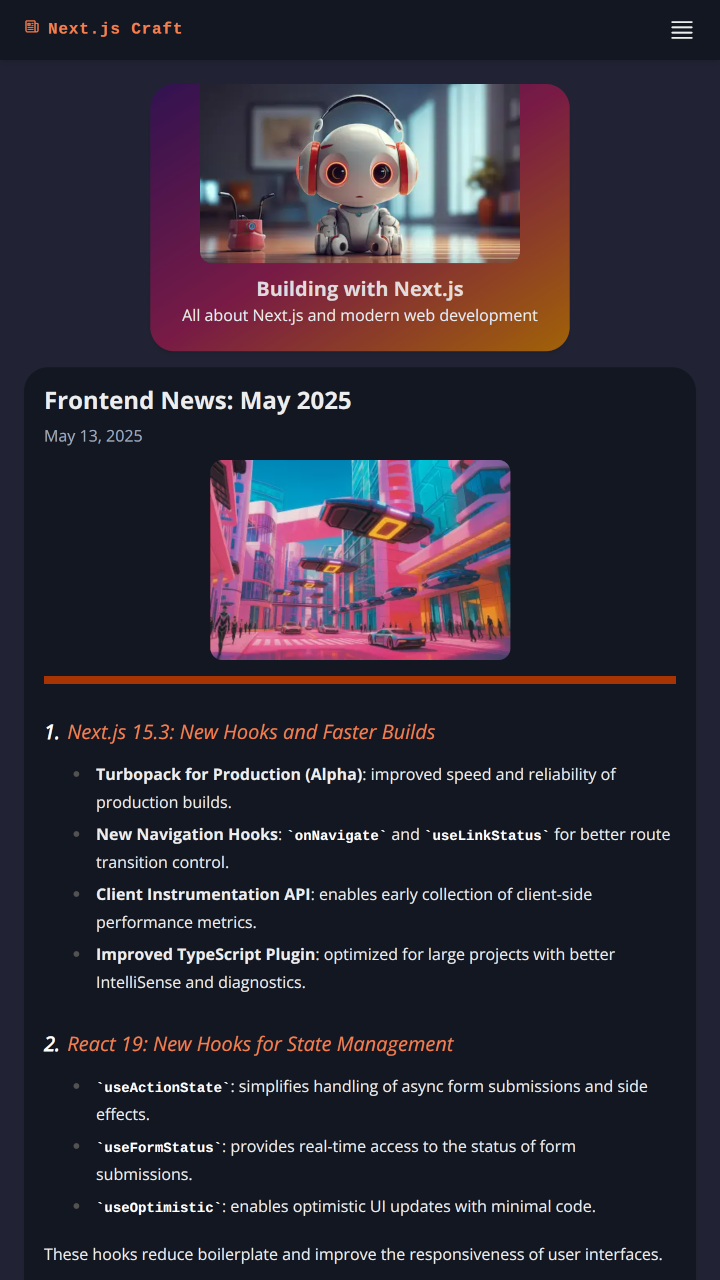 Next.js Craft
Building with Next.js
All about Next.js and modern web development
Frontend News: May 2025
May 13, 2025
1. Next.js 15.3: New Hooks and Faster Builds
Turbopack for Production (Alpha): improved speed and reliability of
production builds.
New Navigation Hooks: `onNavigate` and `useLinkStatus` for better route
transition control.
Client Instrumentation API: enables early collection of client-side
performance metrics.
Improved TypeScript Plugin: optimized for large projects with better
IntelliSense and diagnostics.
2. React 19: New Hooks for State Management
`useActionState`: simplifies handling of async form submissions and side
effects.
`useFormStatus`: provides real-time access to the status of form
submissions.
`useOptimistic`: enables optimistic UI updates with minimal code.
These hooks reduce boilerplate and improve the responsiveness of user interfaces.